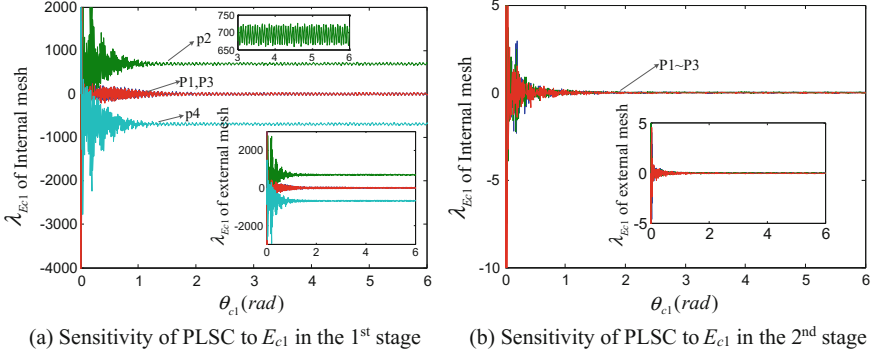 2000
1000
0
-1000
-2000
-3000
-4000
λEc1 of Internal mesh
p2
P1,P3
p4
750
700
650
3 4 5 6
λEc1 of external mesh
3000
0
-3000
0 2 4 6
0 1 2 3 4 5 6
θc1(rad)
(a) Sensitivity of PLSC to Ec1 in the 1st stage
5
0
-5
-10
λEc1 of Internal mesh
P1~P3
λEc1 of external mesh
5
0
-5
0 2 4 6
0 1 2 3 4 5 6
θc1(rad)
(b) Sensitivity of PLSC to Ec1 in the 2nd stage